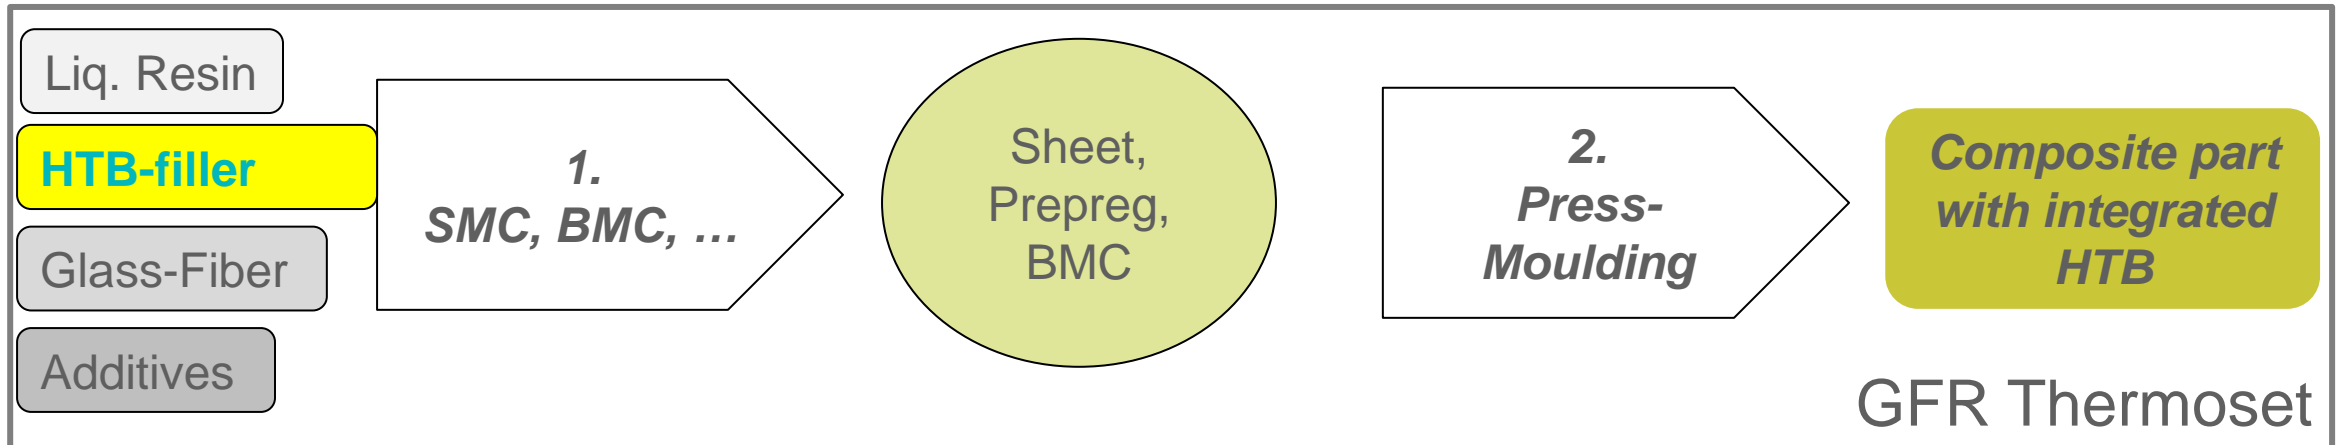 Liq. Resin
HTB-filler
Glass-Fiber
Additives
1.
SMC, BMC, …
Sheet,
Prepreg,
BMC
2.
Press-
Moulding
Composite part
with integrated
HTB
GFR Thermoset